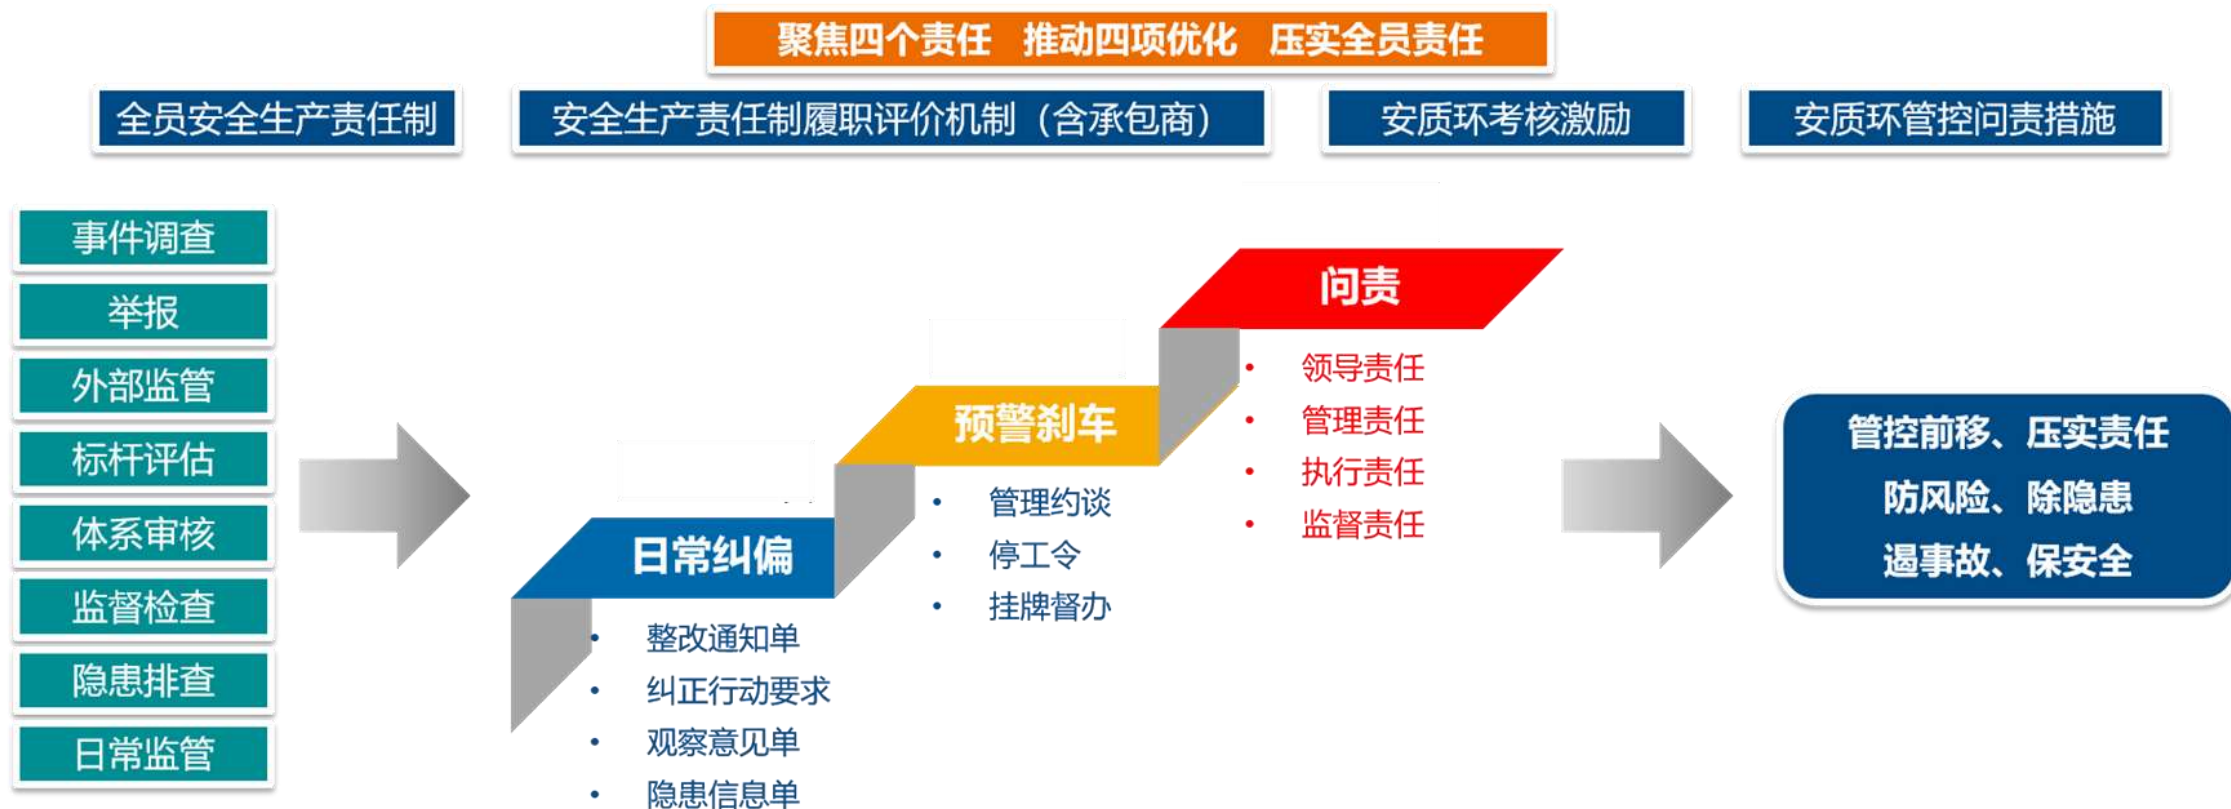 聚焦四个责任 推动四项优化 压实全员责任
全员安全生产责任制
安全生产责任制履职评价机制（含承包商）
安质环考核激励
安质环管控问责措施
事件调查
举报
外部监管
标杆评估
体系审核
监督检查
隐患排查
日常监管
日常纠偏
• 整改通知单
• 纠正行动要求
• 观察意见单
• 隐患信息单
预警刹车
• 管理约谈
• 停工令
• 挂牌督办
问责
• 领导责任
• 管理责任
• 执行责任
• 监督责任
管控前移、压实责任
防风险、除隐患
遏事故、保安全